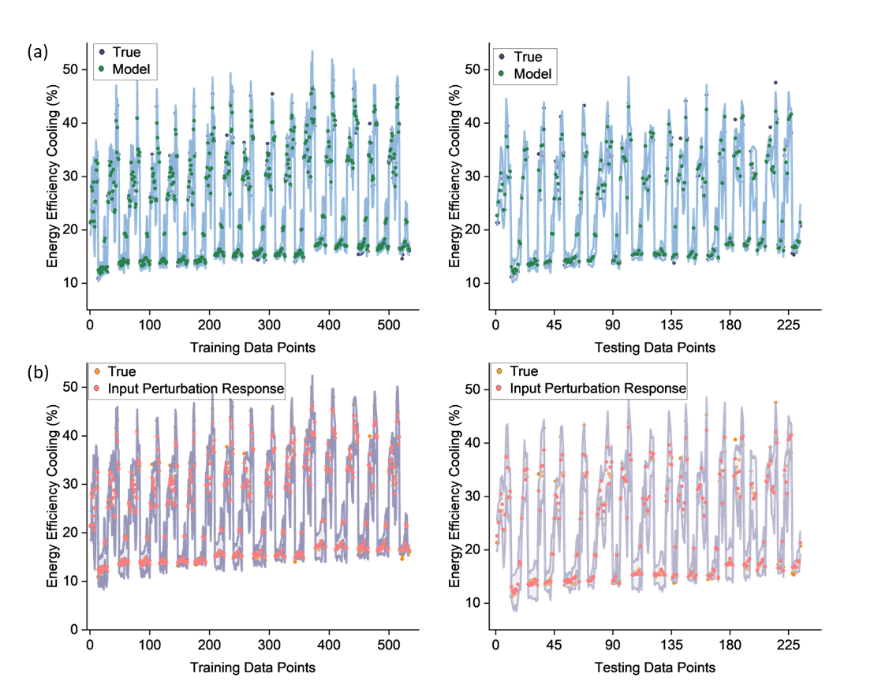 (a)
True
Model
50
40
30
20
10
Energy Efficiency Cooling (%)
0
100
200
300
400
500
Training Data Points
True
Model
50
40
30
20
10
Energy Efficiency Cooling (%)
0
45
90
135
180
225
Testing Data Points
(b)
True
Input Perturbation Response
50
40
30
20
10
0
Energy Efficiency Cooling (%)
0
100
200
300
400
500
Training Data Points
True
Input Perturbation Response
50
40
30
20
10
Energy Efficiency Cooling (%)
0
45
90
135
180
225
Testing Data Points